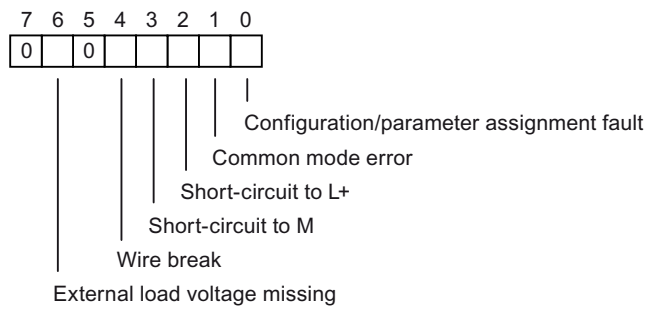 7 6 5 4 3 2 1 0
0 0
Configuration/parameter assignment fault
Common mode error
Short-circuit to L+
Short-circuit to M
Wire break
External load voltage missing